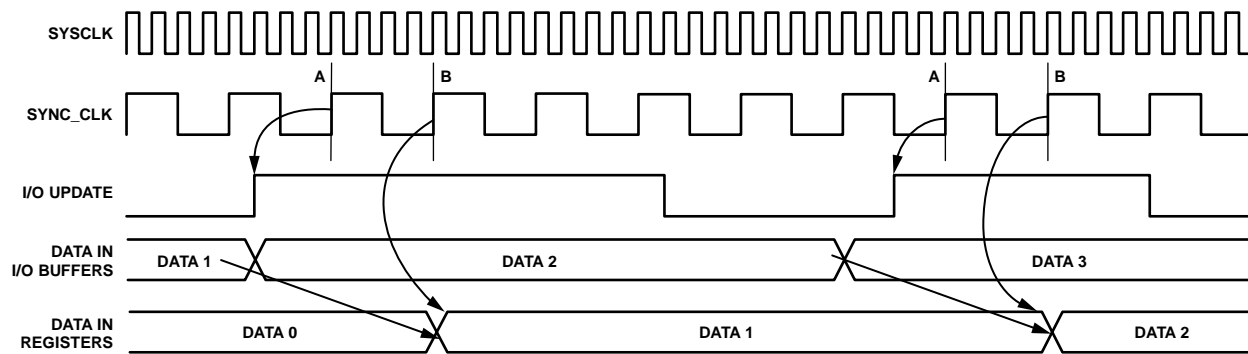 SYSCLK
A B A B
SYNC_CLK
I/O UPDATE
DATA IN
I/O BUFFERS
DATA 1 DATA 2 DATA 3
DATA IN
REGISTERS
DATA 0 DATA 1 DATA 2